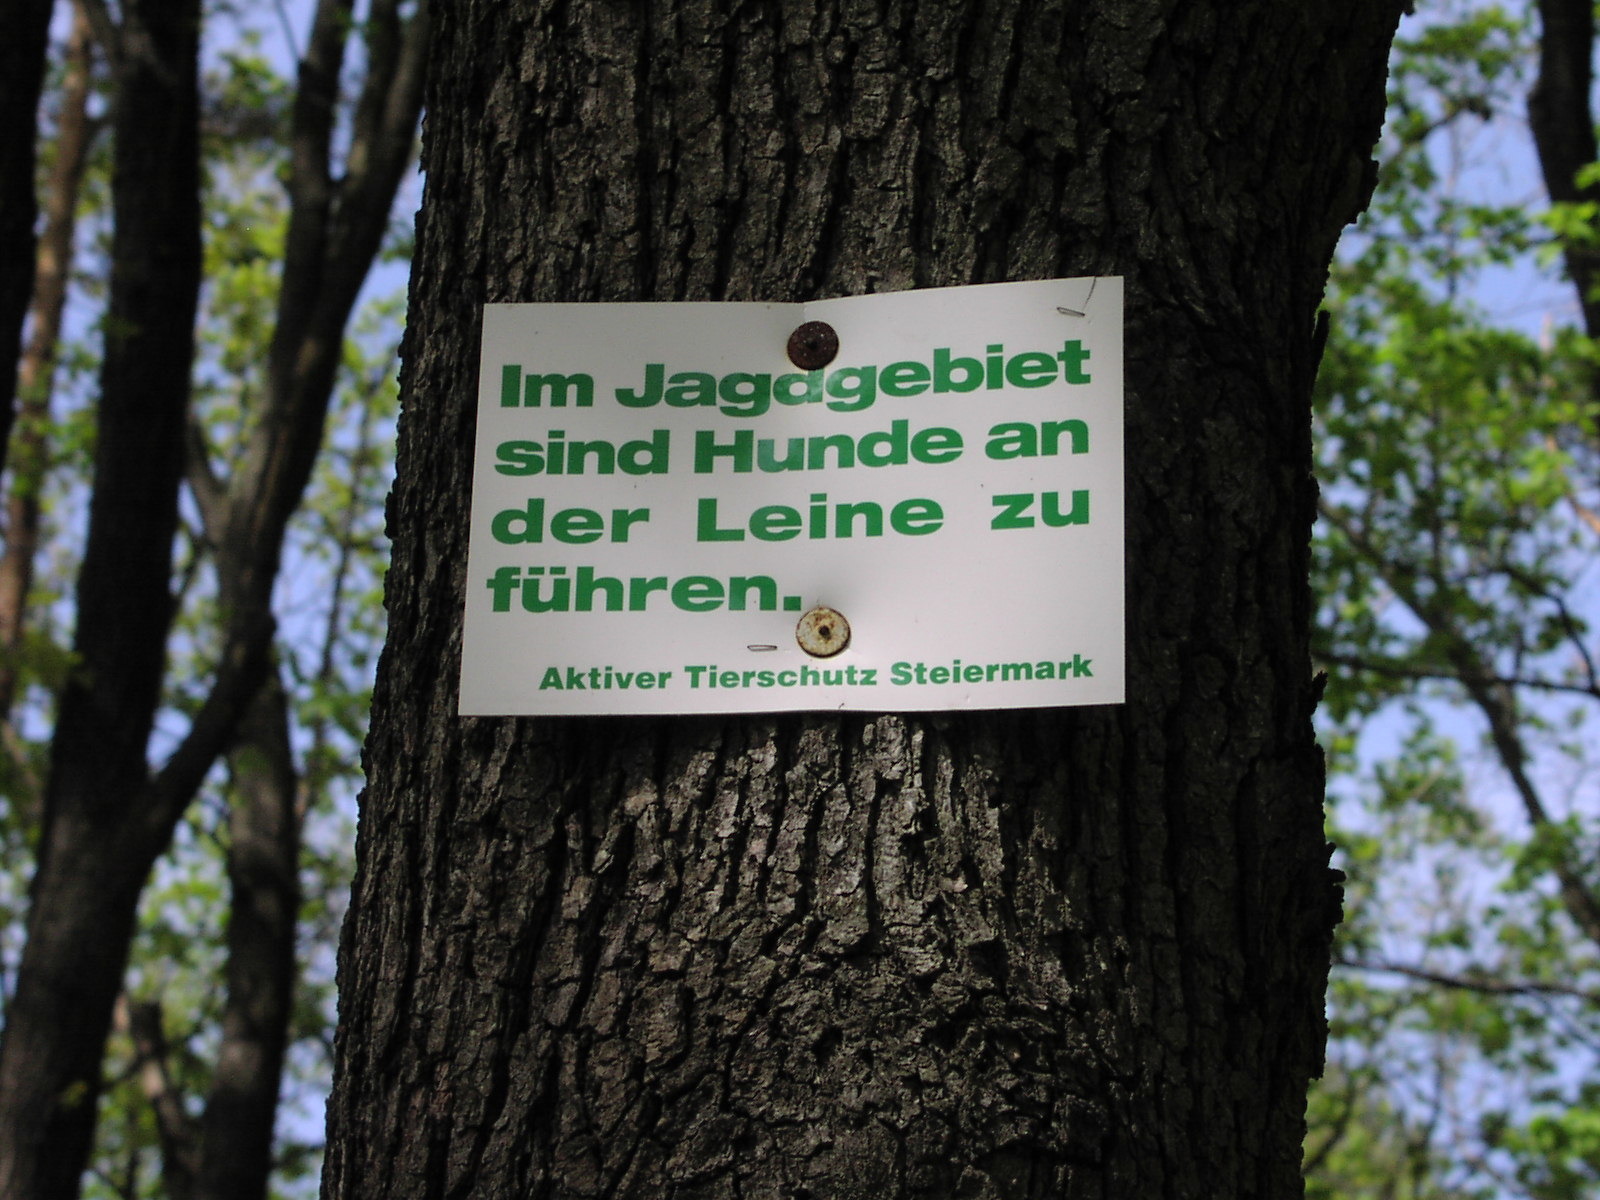 Im Jagdgebiet
sind Hunde an
der Leine zu
führen.
Aktiver Tierschutz Steiermark